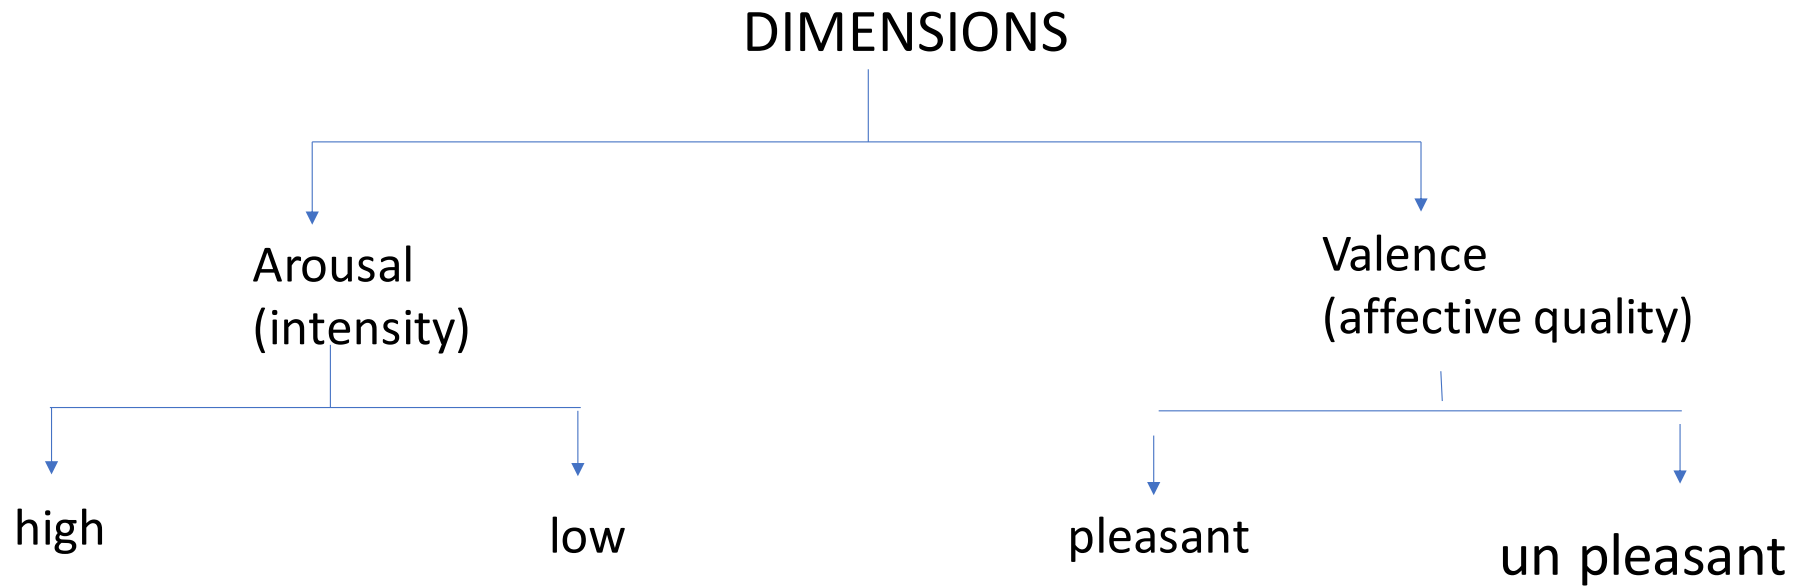 DIMENSIONS
Arousal
(intensity)
Valence
(affective quality)
high
low
pleasant
un pleasant